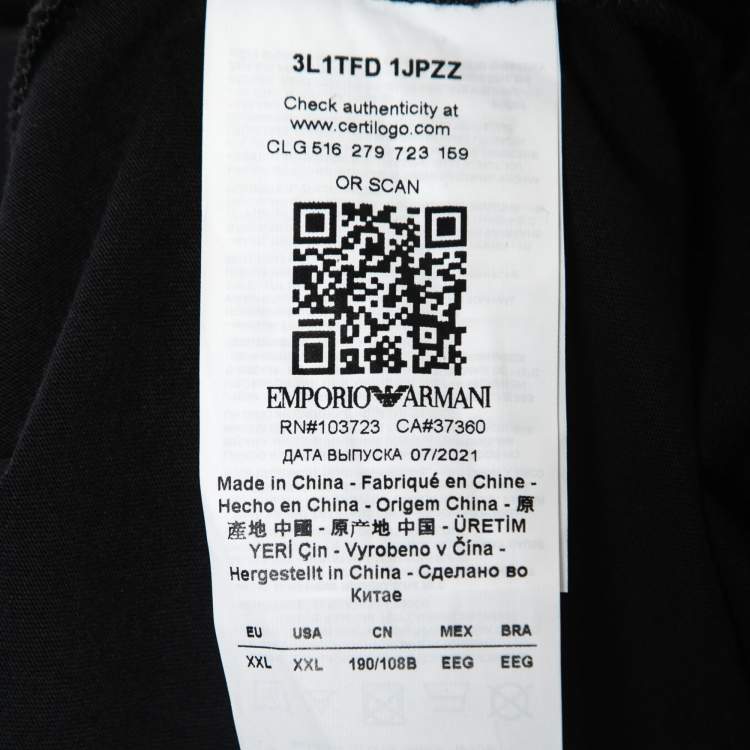 3L1TFD 1JPZZ
Check authenticity at
www.certilogo.com
CLG 516 279 723 159
OR SCAN
EMPORIO ARMANI
RN#103723 CA#37360
ДАТА ВЫПУСКА 07/2021
Made in China - Fabriqué en Chine -
Hecho en China - Origem China - 原
產地 中國 - 原产地 中国 - ÜRETİM
YERİ Çin - Vyrobeno v Čína -
Hergestellt in China - Сделано во
Китае
EU USA CN MEX BRA
XXL XXL 190/108B EEG EEG